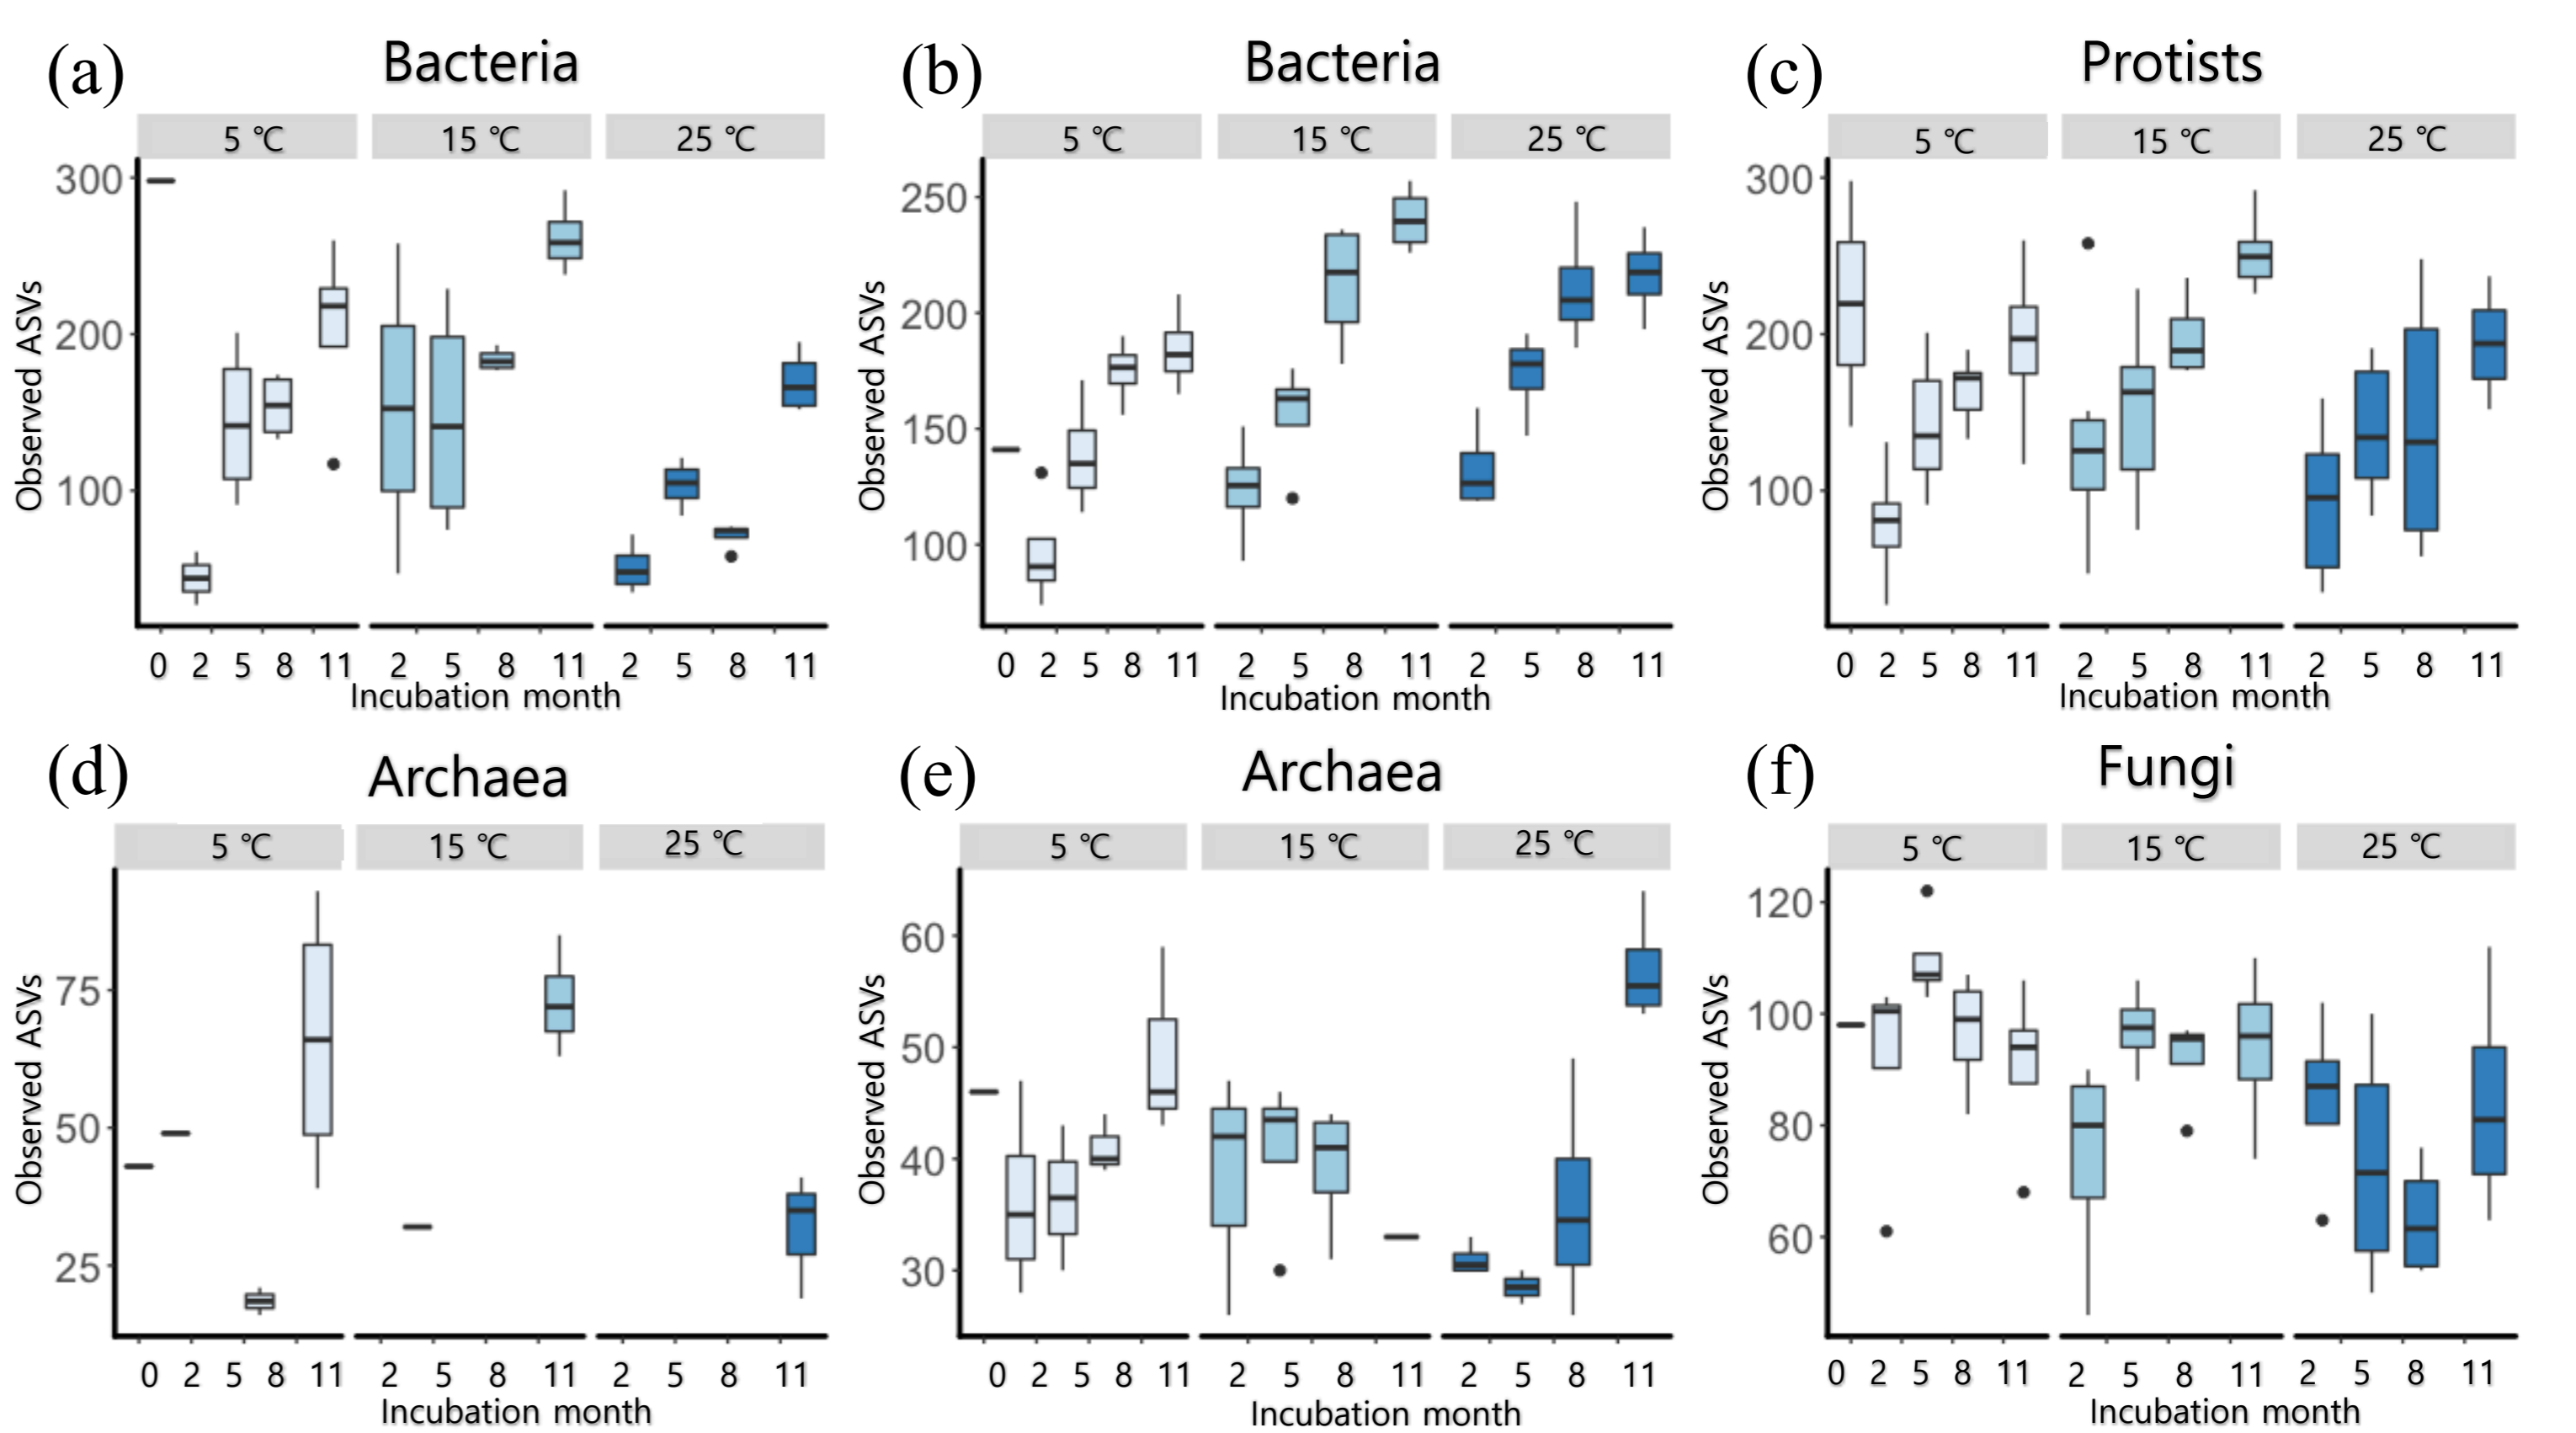 (a) Bacteria
5 ℃ 15 ℃ 25 ℃
300
200
100
Observed ASVs
0 2 5 8 11 2 5 8 11 2 5 8 11
Incubation month
(b) Bacteria
5 ℃ 15 ℃ 25 ℃
250
200
150
100
Observed ASVs
0 2 5 8 11 2 5 8 11 2 5 8 11
Incubation month
(c) Protists
5 ℃ 15 ℃ 25 ℃
300
200
100
Observed ASVs
0 2 5 8 11 2 5 8 11 2 5 8 11
Incubation month
(d) Archaea
5 ℃ 15 ℃ 25 ℃
75
50
25
Observed ASVs
0 2 5 8 11 2 5 8 11 2 5 8 11
Incubation month
(e) Archaea
5 ℃ 15 ℃ 25 ℃
60
50
40
30
Observed ASVs
0 2 5 8 11 2 5 8 11 2 5 8 11
Incubation month
(f) Fungi
5 ℃ 15 ℃ 25 ℃
120
100
80
60
Observed ASVs
0 2 5 8 11 2 5 8 11 2 5 8 11
Incubation month